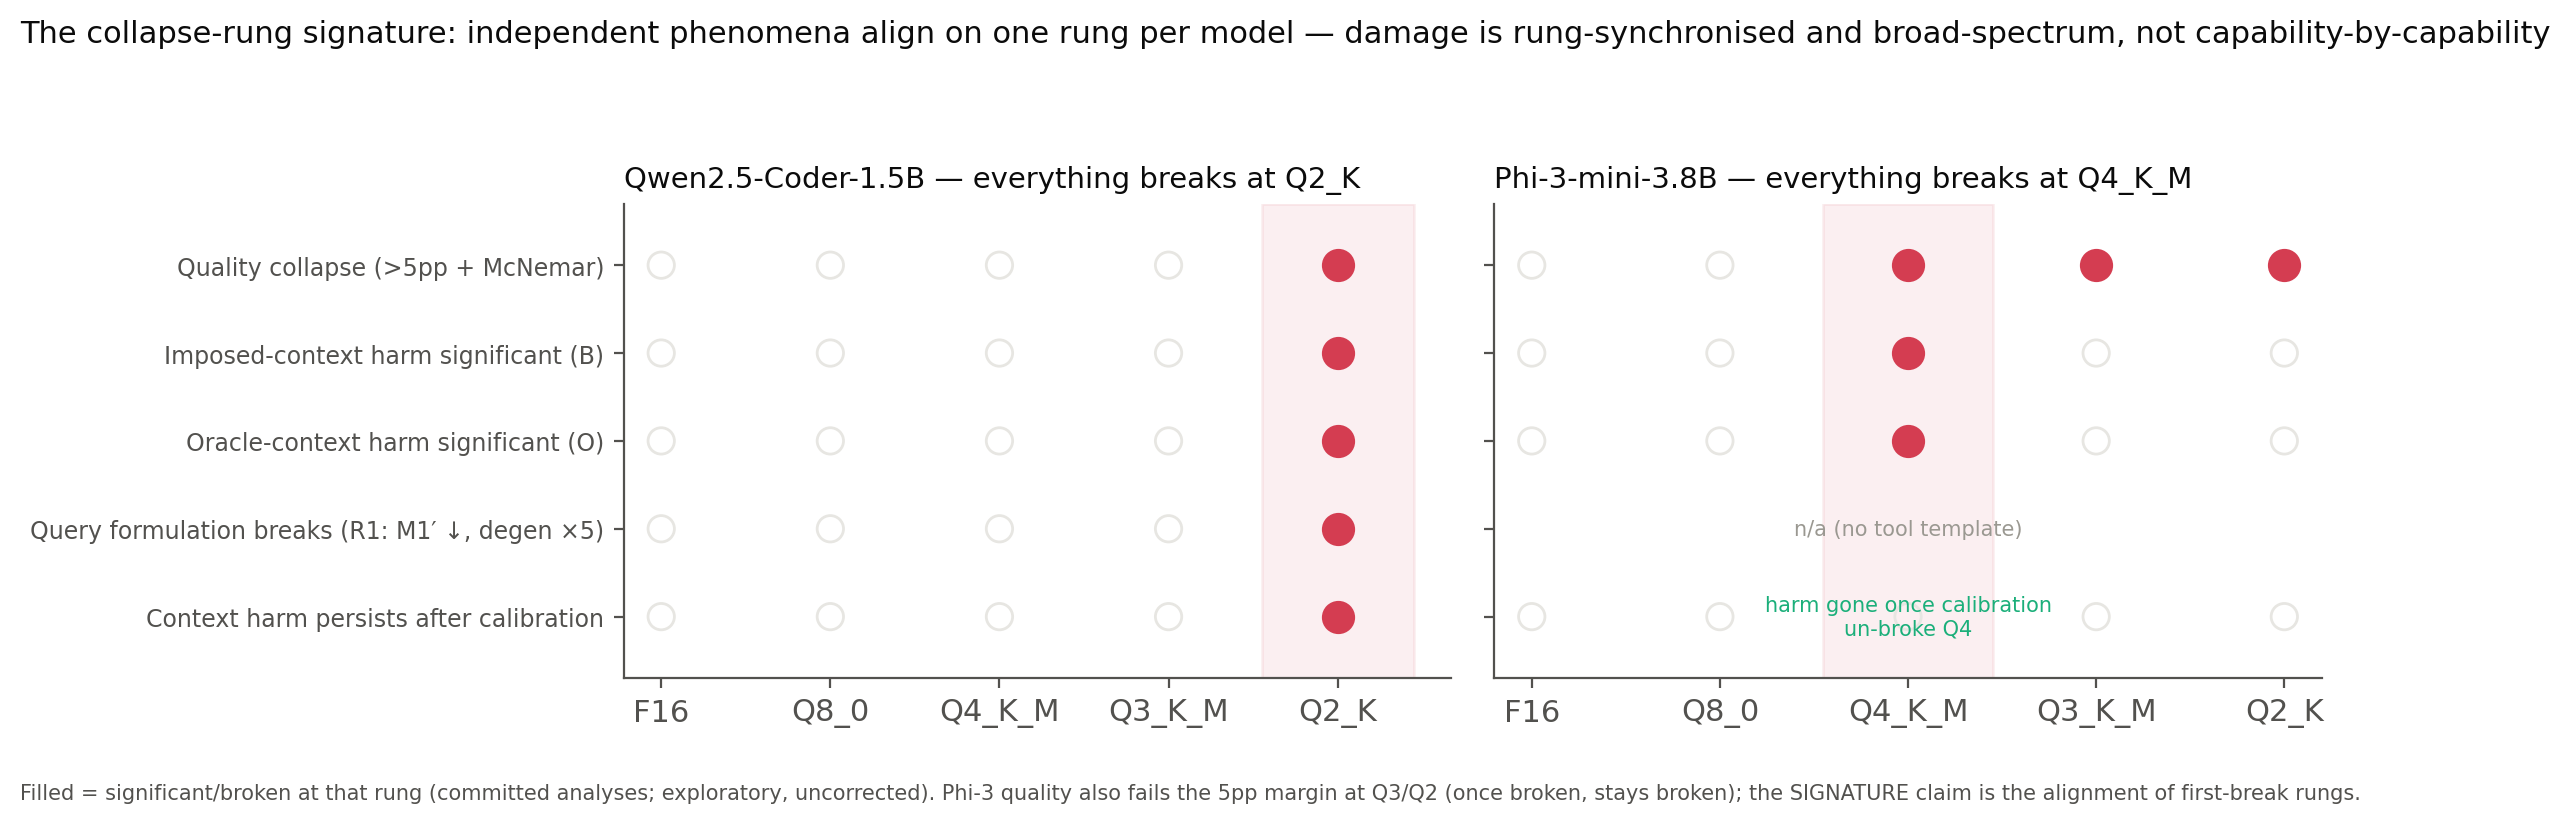 The collapse-rung signature: independent phenomena align on one rung per model — damage is rung-synchronised and broad-spectrum, not capability-by-capability
Qwen2.5-Coder-1.5B — everything breaks at Q2_K
Phi-3-mini-3.8B — everything breaks at Q4_K_M
Quality collapse (>5pp + McNemar)
Imposed-context harm significant (B)
Oracle-context harm significant (O)
Query formulation breaks (R1: M1′ ↓, degen ×5)
n/a (no tool template)
Context harm persists after calibration
harm gone once calibration
un-broke Q4
F16 Q8_0 Q4_K_M Q3_K_M Q2_K
F16 Q8_0 Q4_K_M Q3_K_M Q2_K
Filled = significant/broken at that rung (committed analyses; exploratory, uncorrected). Phi-3 quality also fails the 5pp margin at Q3/Q2 (once broken, stays broken); the SIGNATURE claim is the alignment of first-break rungs.